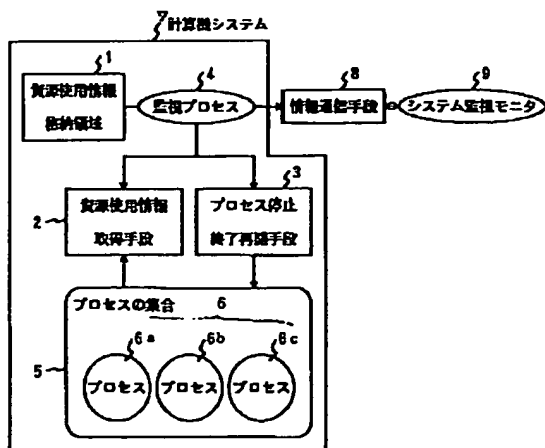 7 計算機システム
1
資源使用情報
格納領域
4
監視プロセス
8
情報通信手段
9
システム監視モニタ
2
資源使用情報
取得手段
3
プロセス停止
終了再開手段
5
プロセスの集合 6
6a
プロセス
6b
プロセス
6c
プロセス